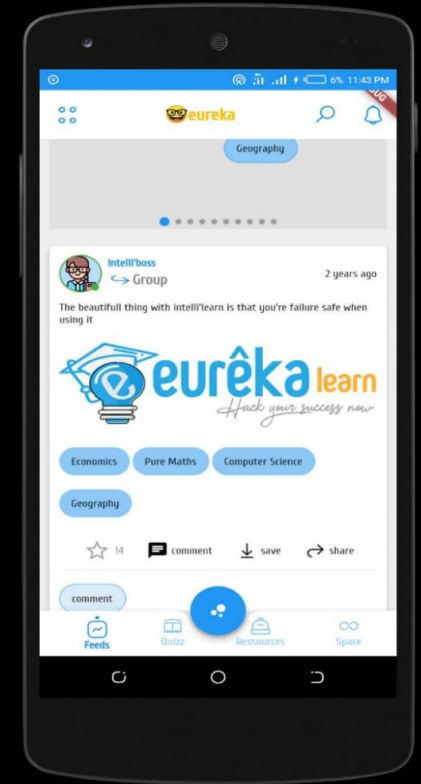 6% 11:43 PM
eureka
Geography
Intelli'boss
Group
2 years ago
The beautifull thing with intelli'learn is that you're failure safe when
using it
e eurêka learn
Hack your success now
Economics Pure Maths Computer Science
Geography
14 comment save share
comment
Feeds Quizz Ressources Space